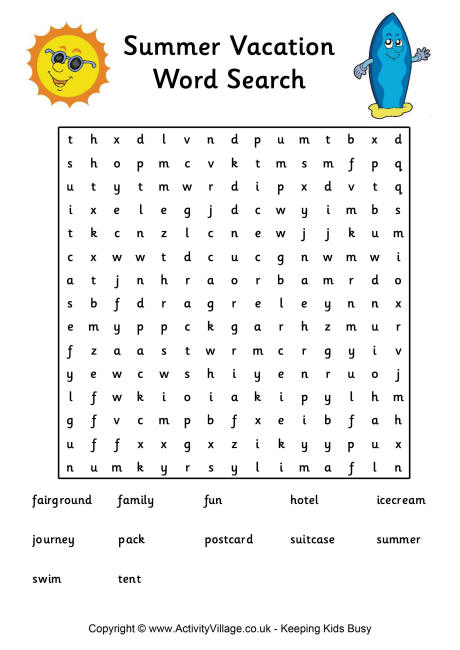 Summer Vacation
Word Search
t h x d l v n d p u m t b x d
s h o p m c v k t m s m f p q
u t y t m w r d i p x d v t q
i x e l e g j d c w y i m b s
t k c n z l c n e w j j k u m
c x w w t d c u c g n w m w i
a t j n h r a o r b a m r d o
s b f d r a g r e l e y n n x
e m y p p c k g a r h z m u r
f z a a s t w r m c r g y i v
y e w c w s h i y e n r u o j
l f w k i o i a k i p y l h m
g f v c m p b f x e i b f a h
u f f x x g x z i k y y p u x
n u m k y r s y l i m a f l n
fairground family fun hotel icecream
journey pack postcard suitcase summer
swim tent
Copyright © www.ActivityVillage.co.uk - Keeping Kids Busy